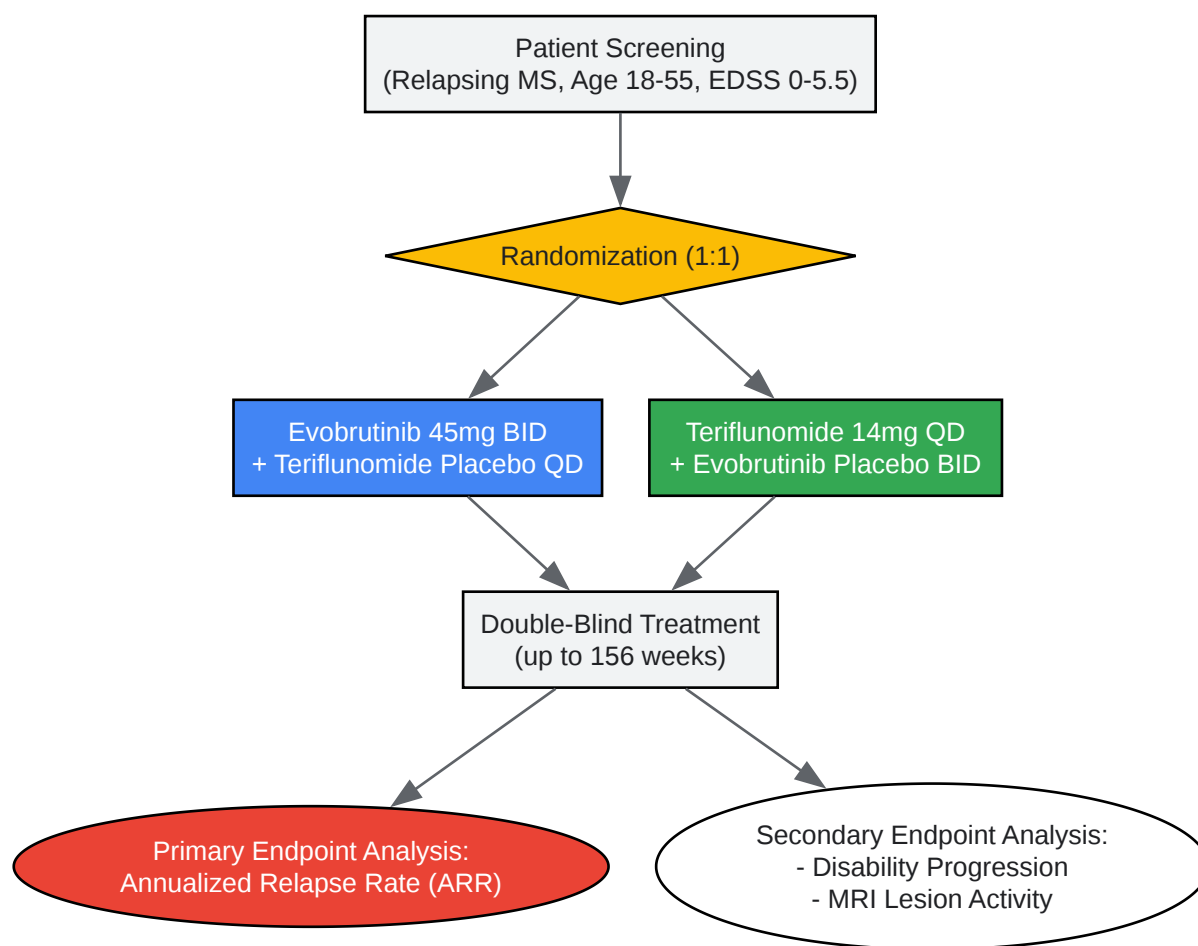 Patient Screening
(Relapsing MS, Age 18-55, EDSS 0-5.5)
Randomization (1:1)
Evobrutinib 45mg BID
+ Teriflunomide Placebo QD
Teriflunomide 14mg QD
+ Evobrutinib Placebo BID
Double-Blind Treatment
(up to 156 weeks)
Primary Endpoint Analysis:
Annualized Relapse Rate (ARR)
Secondary Endpoint Analysis:
- Disability Progression
- MRI Lesion Activity